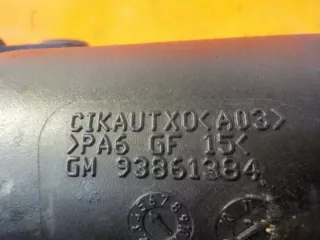 CIKAUTXO<A03>
>PA6 GF 15<
GM 93861384